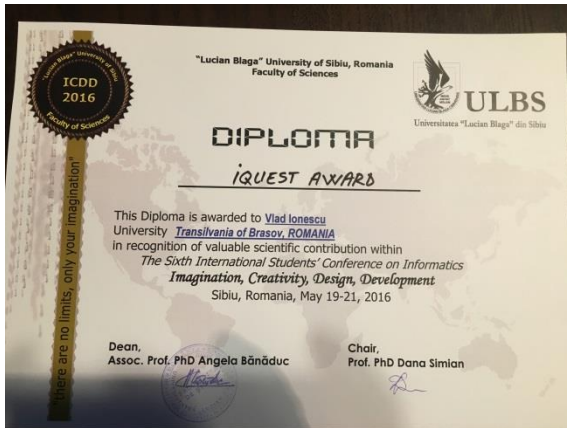 "Lucian Blaga" University of Sibiu
ICDD
2016
Faculty of Sciences
"there are no limits, only your imagination"
"Lucian Blaga" University of Sibiu, Romania
Faculty of Sciences
ULBS
Universitatea "Lucian Blaga" din Sibiu
DIPLOMA
iQUEST AWARD
This Diploma is awarded to Vlad Ionescu
University Transilvania of Brasov, ROMANIA
in recognition of valuable scientific contribution within
The Sixth International Students' Conference on Informatics
Imagination, Creativity, Design, Development
Sibiu, Romania, May 19-21, 2016
Dean,
Assoc. Prof. PhD Angela Bănăduc
Chair,
Prof. PhD Dana Simian